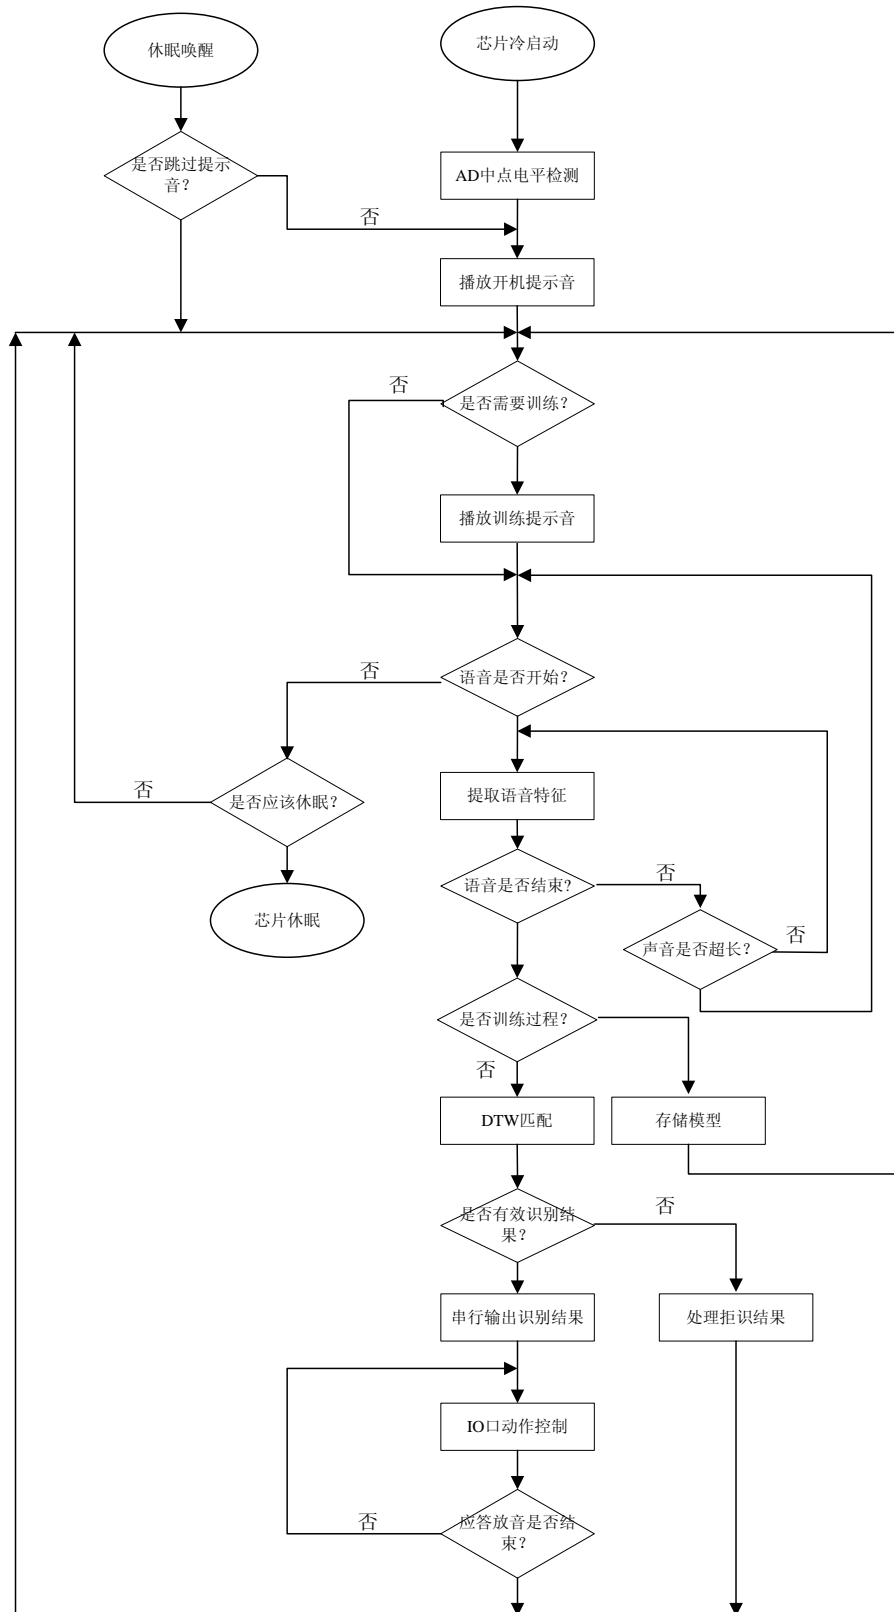 休眠唤醒
芯片冷启动
是否跳过提示
音？
AD中点电平检测
否
播放开机提示音
否
是否需要训练？
播放训练提示音
否
语音是否开始？
否
是否应该休眠？
提取语音特征
语音是否结束?
否
芯片休眠
声音是否超长？
否
是否训练过程？
否
DTW匹配
存储模型
是否有效识别结
果？
否
串行输出识别结果
处理拒识结果
IO口动作控制
否
应答放音是否结
束？